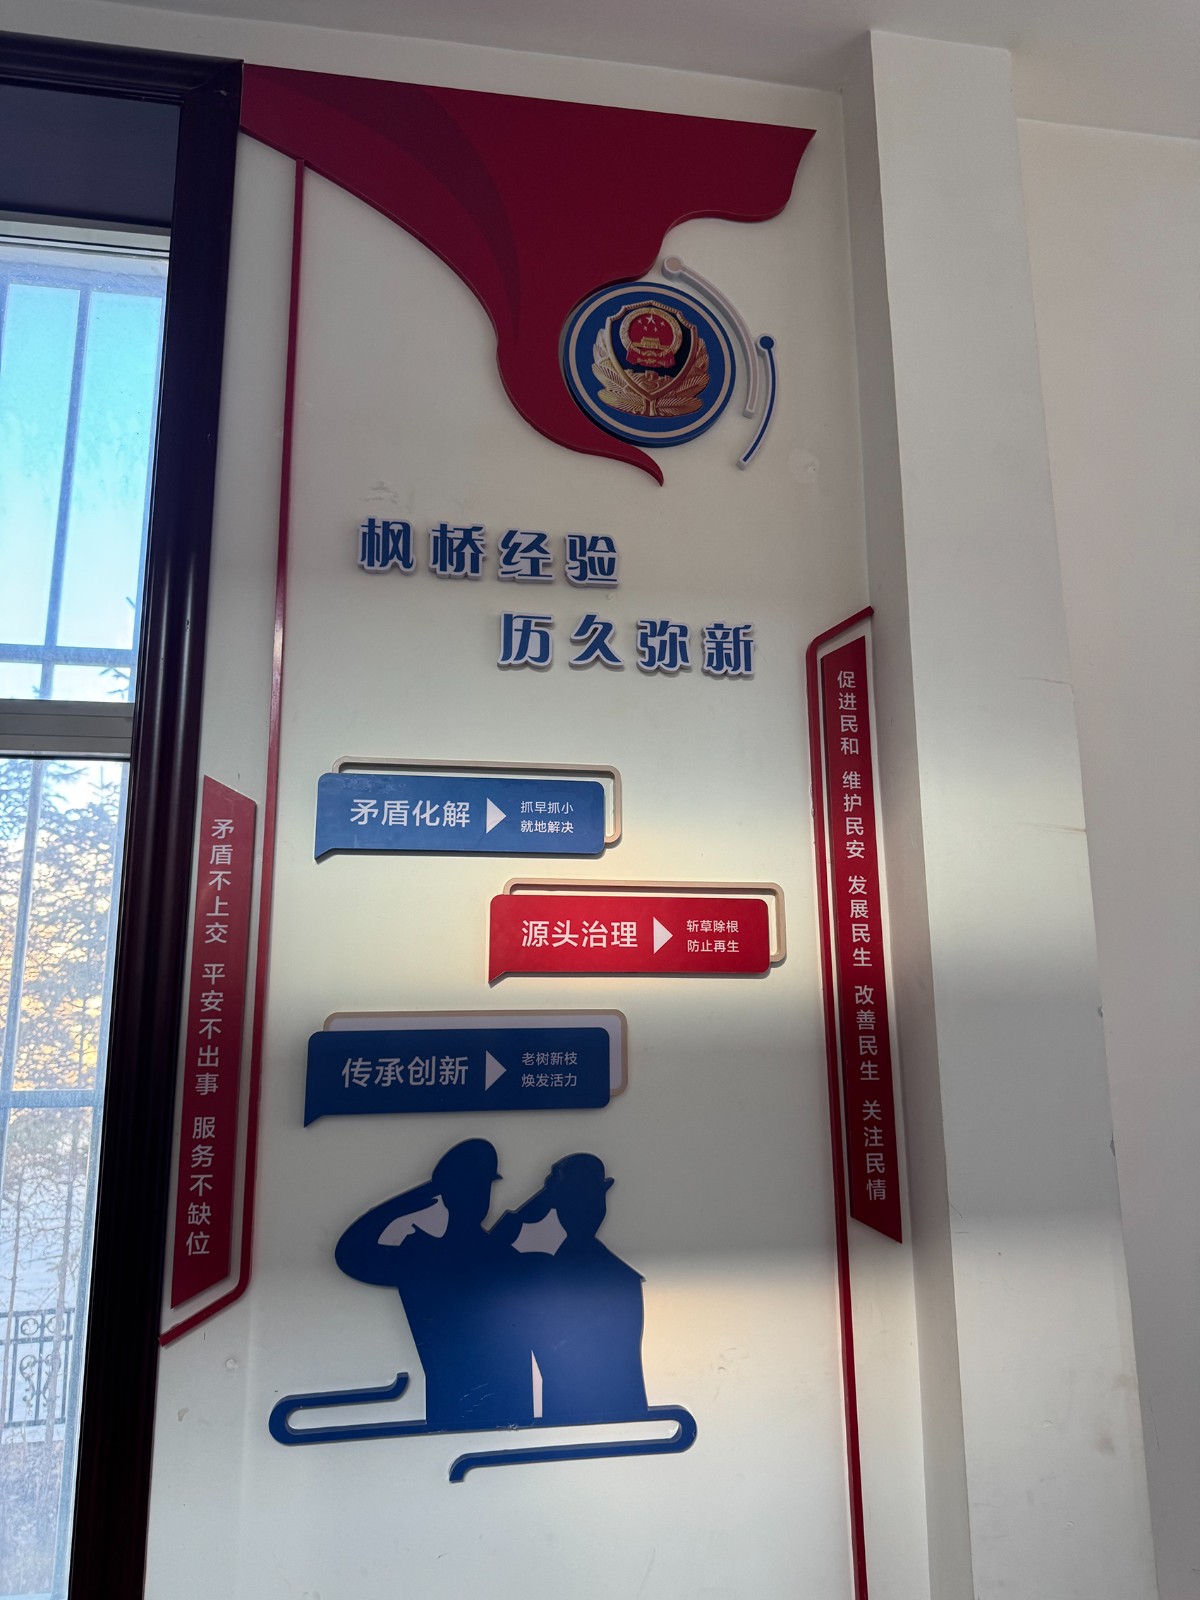 枫桥经验
历久弥新
矛盾化解
抓早抓小
就地解决
源头治理
斩草除根
防止再生
传承创新
老树新枝
焕发活力
矛盾不上交 平安不出事 服务不缺位
促进民和 维护民安 发展民生 改善民生 关注民情